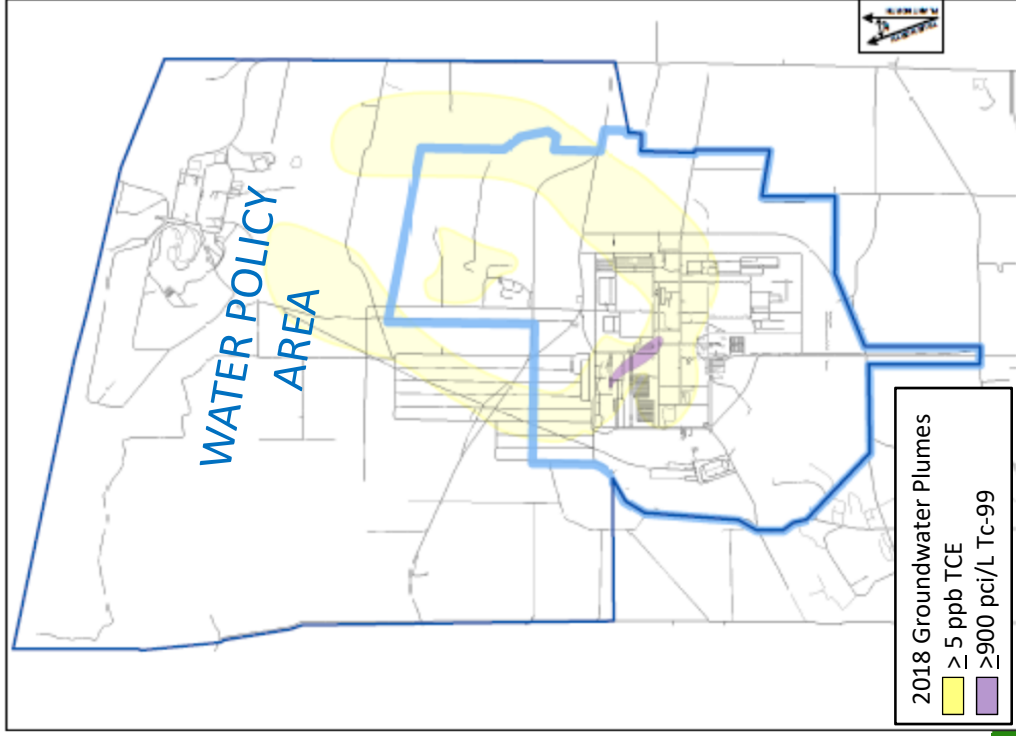 WATER POLICY
AREA
2018 Groundwater Plumes
≥ 5 ppb TCE
≥900 pci/L Tc-99